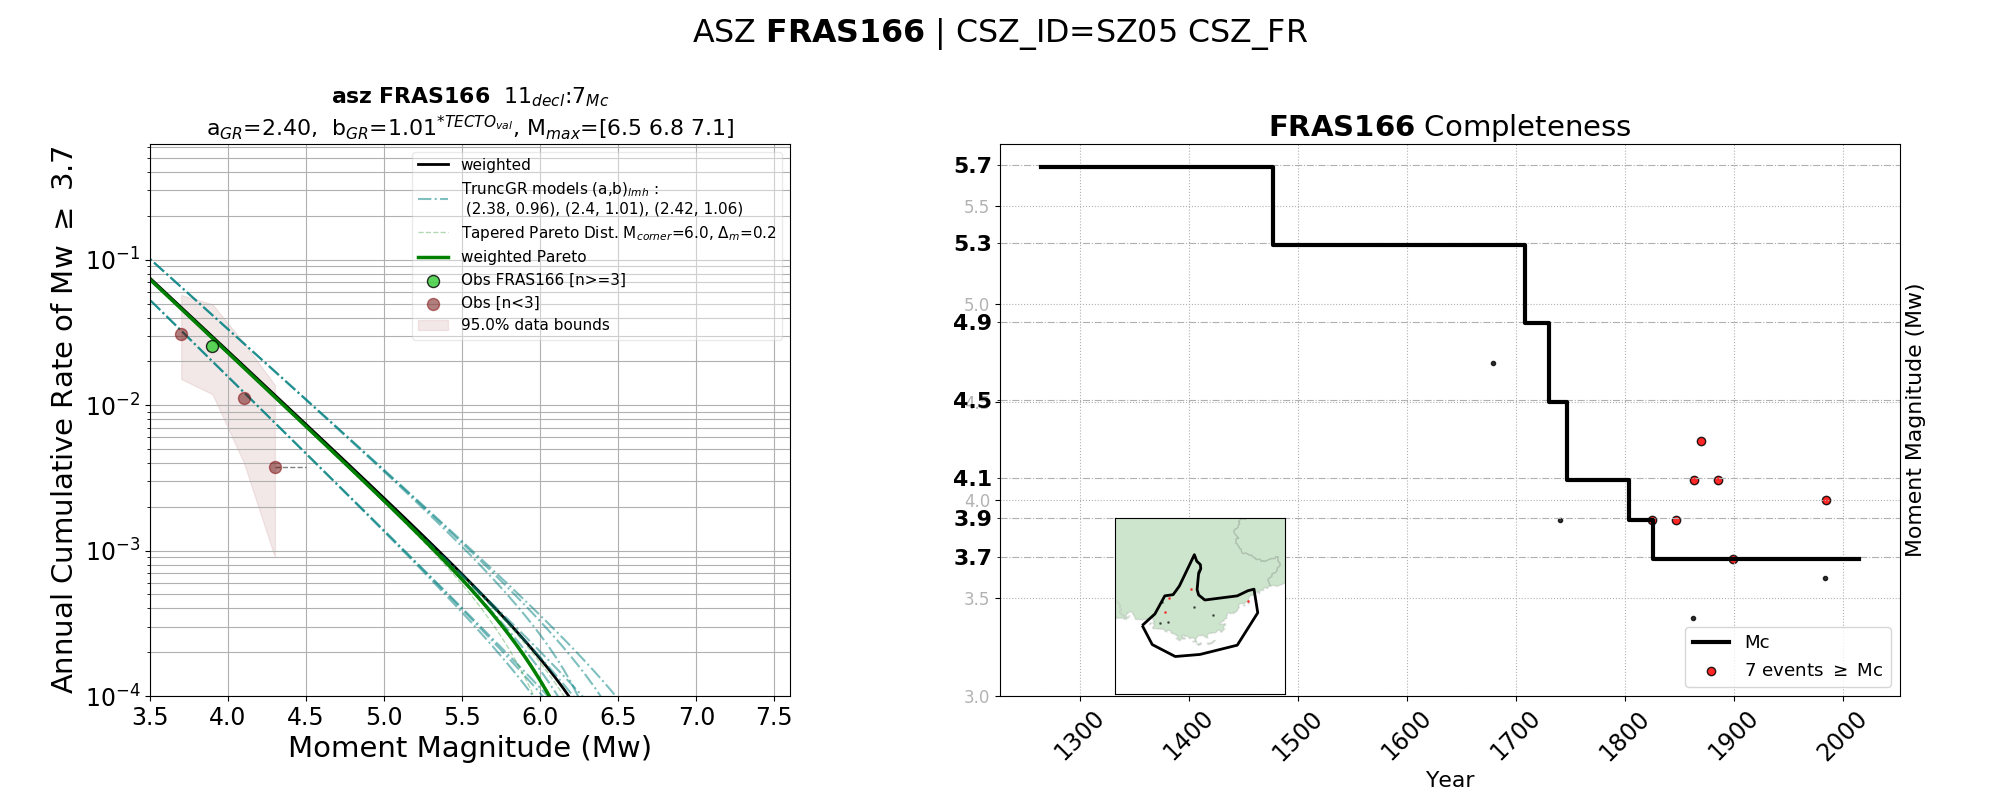 ASZ FRAS166 | CSZ_ID=SZ05 CSZ_FR
asz FRAS166 11decl:7Mc
aGR=2.40, bGR=1.01*TECTOval, Mmax=[6.5 6.8 7.1]
Annual Cumulative Rate of Mw ≥ 3.7
10−1
10−2
10−3
10−4
weighted
TruncGR models (a,b)lmh :
(2.38, 0.96), (2.4, 1.01), (2.42, 1.06)
Tapered Pareto Dist. Mcorner=6.0, Δm=0.2
weighted Pareto
Obs FRAS166 [n>=3]
Obs [n<3]
95.0% data bounds
3.5 4.0 4.5 5.0 5.5 6.0 6.5 7.0 7.5
Moment Magnitude (Mw)
FRAS166 Completeness
5.7
5.5
5.3
5.0
4.9
4.5
4.5
4.1
4.0
3.9
3.7
3.5
3.0
Moment Magnitude (Mw)
Mc
7 events ≥ Mc
1300 1400 1500 1600 1700 1800 1900 2000
Year